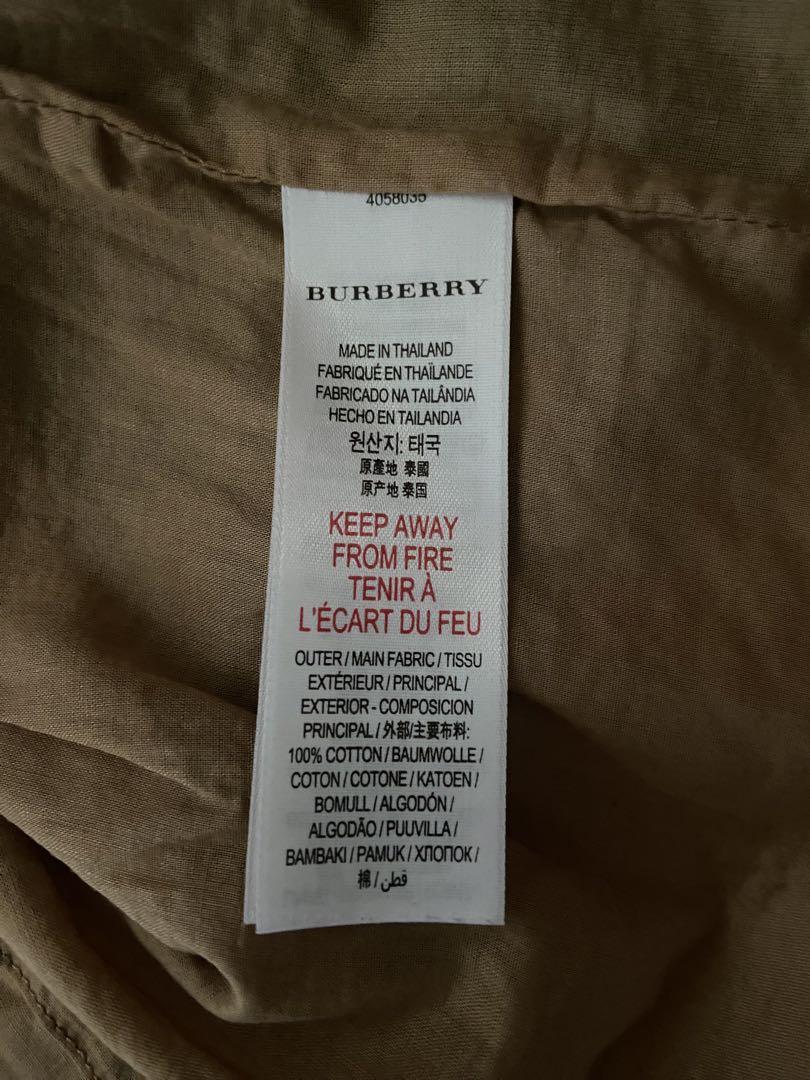 4058035
BURBERRY
MADE IN THAILAND
FABRIQUÉ EN THAÏLANDE
FABRICADO NA TAILÂNDIA
HECHO EN TAILANDIA
원산지: 태국
原產地 泰國
原产地 泰国
KEEP AWAY
FROM FIRE
TENIR À
L'ÉCART DU FEU
OUTER / MAIN FABRIC / TISSU
EXTÉRIEUR / PRINCIPAL /
EXTERIOR - COMPOSICION
PRINCIPAL / 外部/主要布料:
100% COTTON / BAUMWOLLE /
COTON / COTONE / KATOEN /
BOMULL / ALGODÓN /
ALGODÃO / PUUVILLA /
BAMBAKI / PAMUK / ХЛОПОК /
棉 / قطن